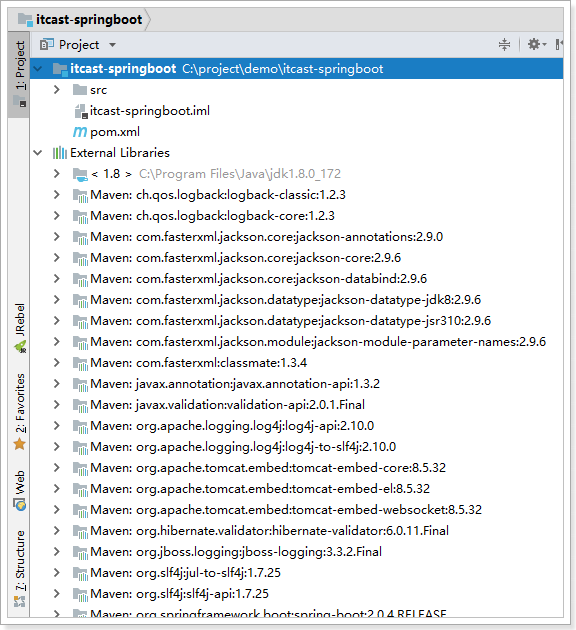 itcast-springboot
1: Project
Project
itcast-springboot C:\project\demo\itcast-springboot
src
itcast-springboot.iml
pom.xml
External Libraries
< 1.8 > C:\Program Files\Java\jdk1.8.0_172
Maven: ch.qos.logback:logback-classic:1.2.3
Maven: ch.qos.logback:logback-core:1.2.3
Maven: com.fasterxml.jackson.core:jackson-annotations:2.9.0
Maven: com.fasterxml.jackson.core:jackson-core:2.9.6
Maven: com.fasterxml.jackson.core:jackson-databind:2.9.6
Maven: com.fasterxml.jackson.datatype:jackson-datatype-jdk8:2.9.6
Maven: com.fasterxml.jackson.datatype:jackson-datatype-jsr310:2.9.6
Maven: com.fasterxml.jackson.module:jackson-module-parameter-names:2.9.6
Maven: com.fasterxml:classmate:1.3.4
Maven: javax.annotation:javax.annotation-api:1.3.2
Maven: javax.validation:validation-api:2.0.1.Final
Maven: org.apache.logging.log4j:log4j-api:2.10.0
Maven: org.apache.logging.log4j:log4j-to-slf4j:2.10.0
Maven: org.apache.tomcat.embed:tomcat-embed-core:8.5.32
Maven: org.apache.tomcat.embed:tomcat-embed-el:8.5.32
Maven: org.apache.tomcat.embed:tomcat-embed-websocket:8.5.32
Maven: org.hibernate.validator:hibernate-validator:6.0.11.Final
Maven: org.jboss.logging:jboss-logging:3.3.2.Final
Maven: org.slf4j:jul-to-slf4j:1.7.25
Maven: org.slf4j:slf4j-api:1.7.25
Maven: org.springframework.boot:spring-boot:2.0.4.RELEASE
JRebel
2: Favorites
Web
7: Structure